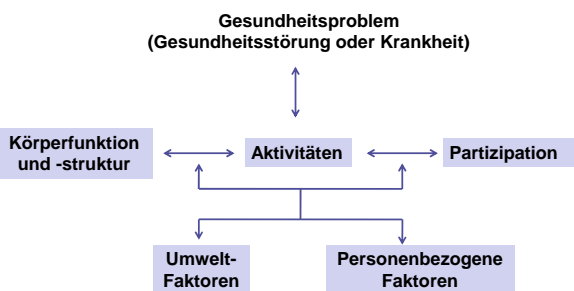 Gesundheitsproblem
(Gesundheitsstörung oder Krankheit)
Körperfunktion
und -struktur
Aktivitäten
Partizipation
Umwelt-
Faktoren
Personenbezogene
Faktoren